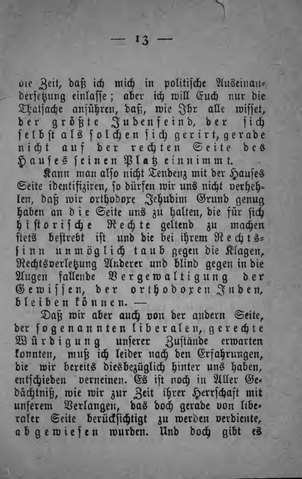 — 13 —
die Zeit, daß ich mich in politische Auseinan-
dersetzung einlasse; aber ich will Euch nur die
Thatsache anführen, daß, wie Ihr alle wisset,
der größte Judenfeind, der sich
selbst als solchen sich gerirt, gerade
nicht auf der rechten Seite des
Hauses seinen Platz einnimmt.
Kann man also nicht Tendenz mit der Hauses
Seite identifiziren, so dürfen wir uns nicht verheh-
len, daß wir orthodoxe Jehudim Grund genug
haben an die Seite uns zu halten, die für sich
historische Rechte geltend zu machen
stets bestrebt ist und die bei ihrem Rechts-
sinn unmöglich taub gegen die Klagen,
Rechtsverletzung Anderer und blind gegen in die
Augen fallende Vergewaltigung der
Gewissen, der orthodoxen Juden,
bleiben können. —
Daß wir aber auch von der andern Seite,
der sogenannten liberalen, gerechte
Würdigung unserer Zustände erwarten
konnten, muß ich leider nach den Erfahrungen,
die wir bereits diesbezüglich hinter uns haben,
entschieden verneinen. Es ist noch in Aller Ge-
dächtniß, wie wir zur Zeit ihrer Herrschaft mit
unserem Verlangen, das doch gerade von libe-
raler Seite berücksichtigt zu werden verdiente,
abgewiesen wurden. Und doch gibt es